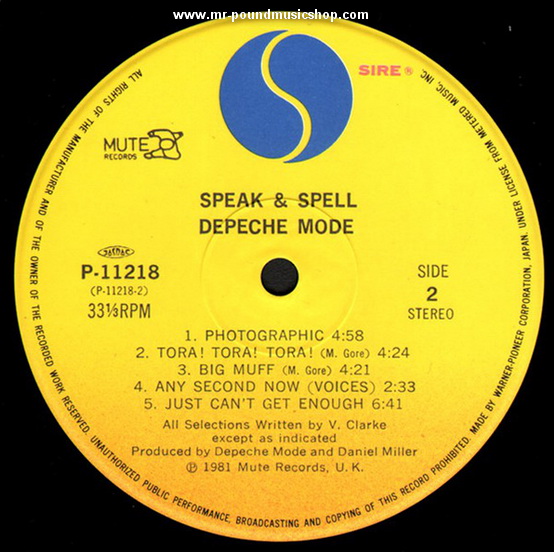 www.mr-poundmusicshop.com
SIRE®
MUTE
RECORDS
SPEAK & SPELL
DEPECHE MODE
JASRAC
P-11218
(P-11218-2)
33⅓RPM
SIDE
2
STEREO
1. PHOTOGRAPHIC 4:58
2. TORA! TORA! TORA! (M. Gore) 4:24
3. BIG MUFF (M. Gore) 4:21
4. ANY SECOND NOW (VOICES) 2:33
5. JUST CAN'T GET ENOUGH 6:41
All Selections Written by V. Clarke
except as indicated
Produced by Depeche Mode and Daniel Miller
℗ 1981 Mute Records, U. K.
ALL RIGHTS OF THE MANUFACTURER AND OF THE OWNER OF THE RECORDED WORK RESERVED. UNAUTHORIZED PUBLIC PERFORMANCE, BROADCASTING AND COPYING OF THIS RECORD PROHIBITED. MADE BY WARNER-PIONEER CORPORATION, JAPAN. UNDER LICENSE FROM METERED MUSIC, INC.